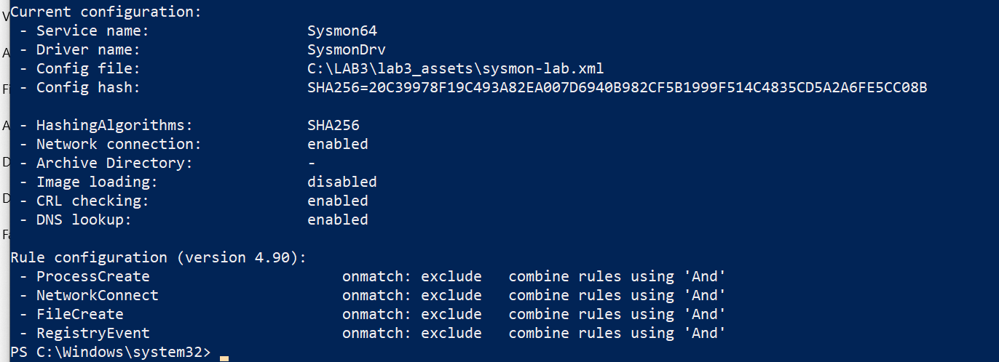 Current configuration:
 - Service name:                  Sysmon64
 - Driver name:                   SysmonDrv
 - Config file:                   C:\LAB3\lab3_assets\sysmon-lab.xml
 - Config hash:                   SHA256=20C39978F19C493A82EA007D6940B982CF5B1999F514C4835CD5A2A6FE5CC08B

 - HashingAlgorithms:             SHA256
 - Network connection:            enabled
 - Archive Directory:             -
 - Image loading:                 disabled
 - CRL checking:                  enabled
 - DNS lookup:                    enabled

Rule configuration (version 4.90):
 - ProcessCreate                      onmatch: exclude   combine rules using 'And'
 - NetworkConnect                     onmatch: exclude   combine rules using 'And'
 - FileCreate                         onmatch: exclude   combine rules using 'And'
 - RegistryEvent                      onmatch: exclude   combine rules using 'And'
PS C:\Windows\system32>